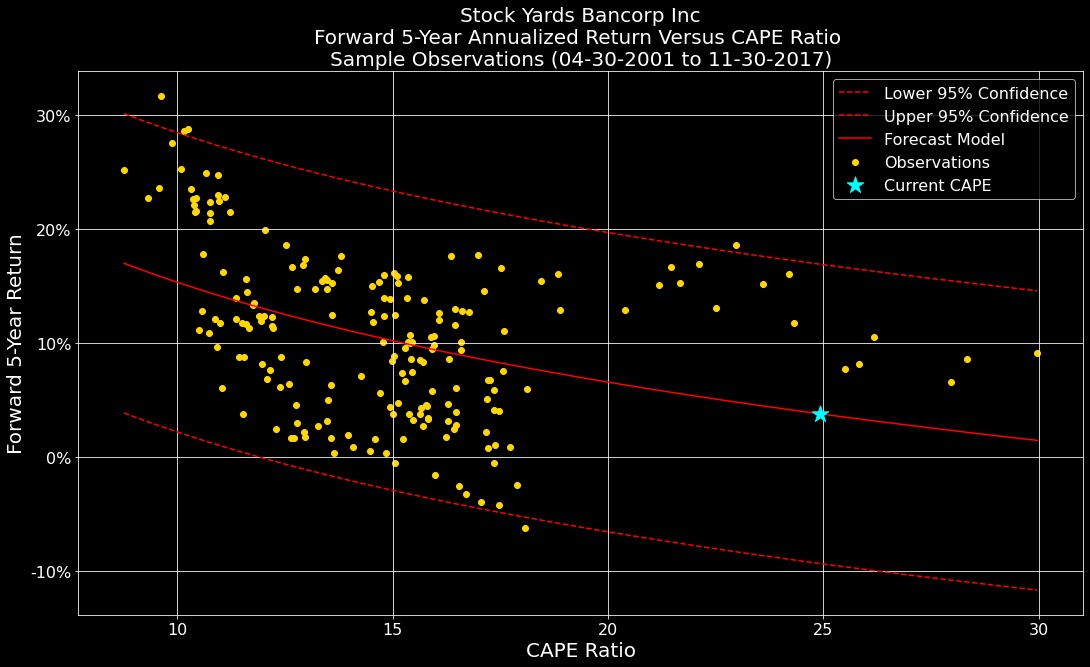 Stock Yards Bancorp Inc
Forward 5-Year Annualized Return Versus CAPE Ratio
Sample Observations (04-30-2001 to 11-30-2017)
Lower 95% Confidence
Upper 95% Confidence
Forecast Model
Observations
Current CAPE
Forward 5-Year Return
30%
20%
10%
0%
-10%
10
15
20
25
30
CAPE Ratio